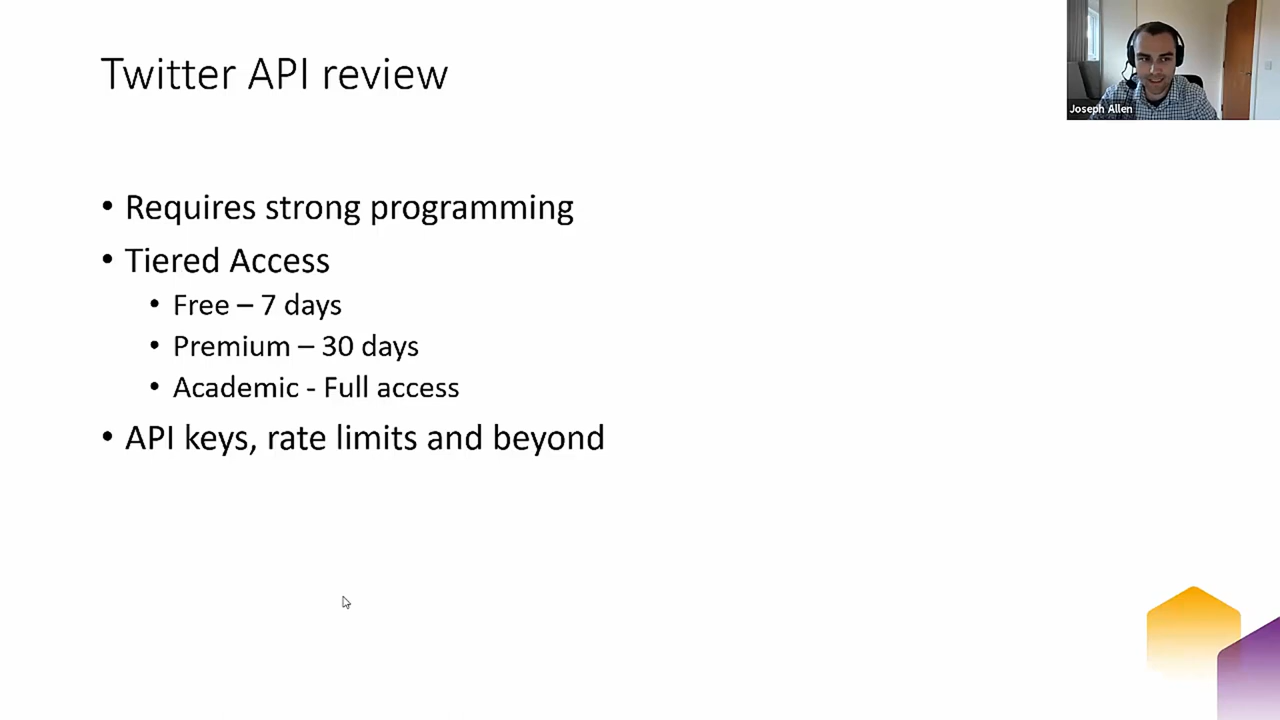 Twitter API review
Joseph Allen
• Requires strong programming
• Tiered Access
• Free – 7 days
• Premium – 30 days
• Academic - Full access
• API keys, rate limits and beyond